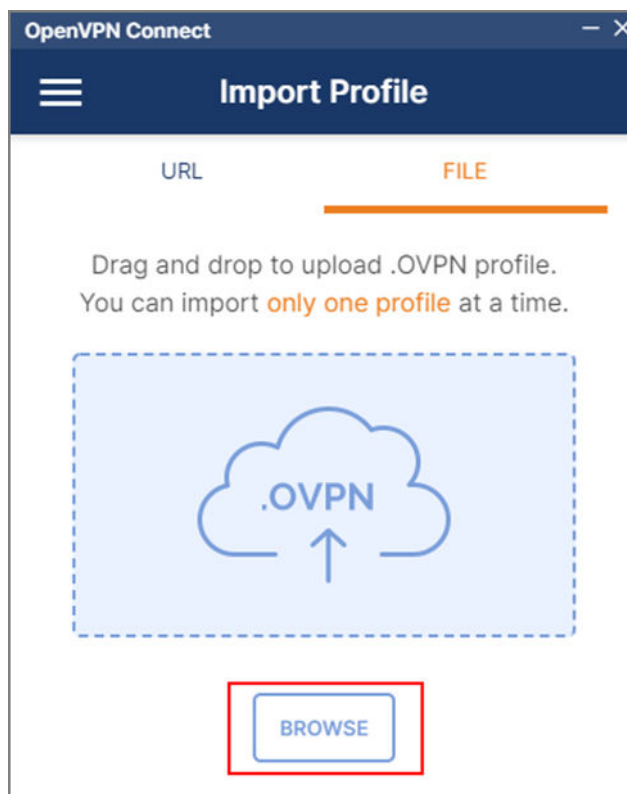 OpenVPN Connect
Import Profile
URL
FILE
Drag and drop to upload .OVPN profile.
You can import only one profile at a time.
.OVPN
BROWSE